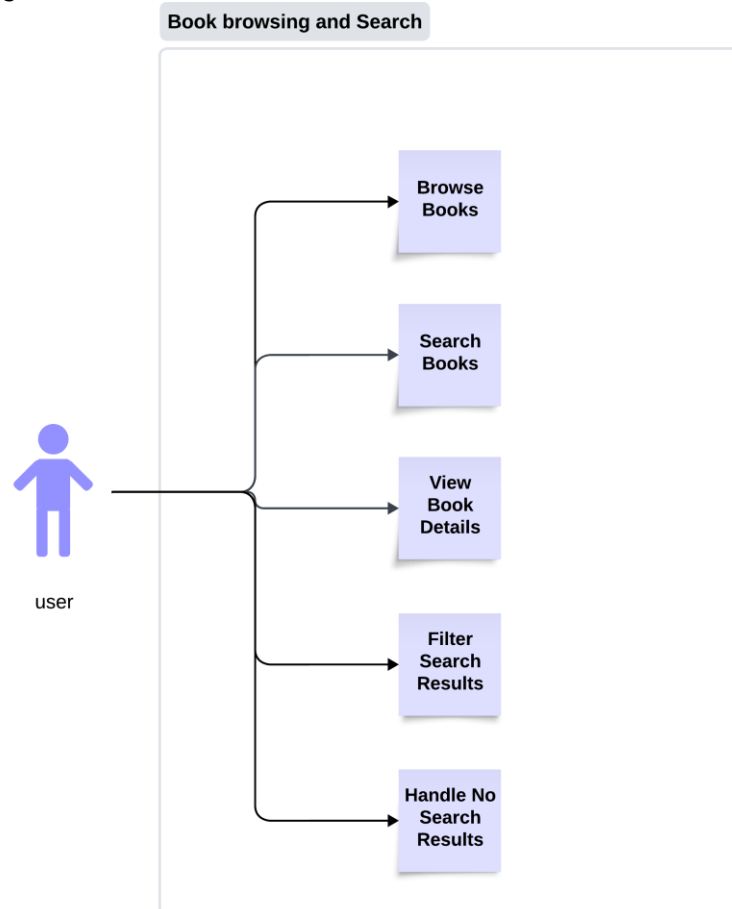 Book browsing and Search
Browse
Books
Search
Books
View
Book
Details
user
Filter
Search
Results
Handle No
Search
Results